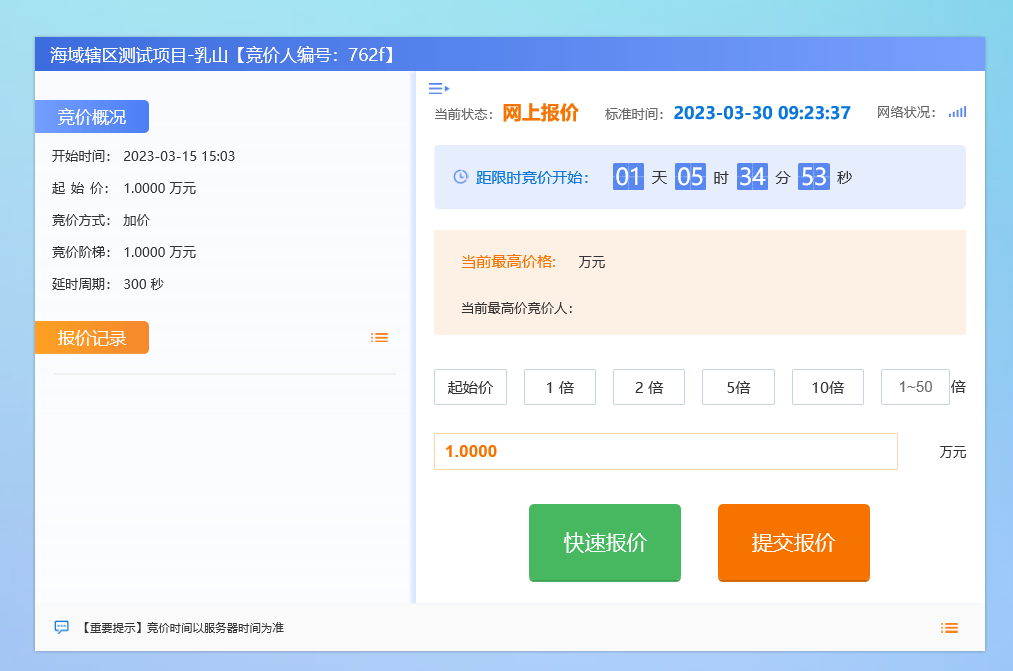 海域辖区测试项目-乳山【竞价人编号：762f】
竞价概况
开始时间： 2023-03-15 15:03
起 始 价： 1.0000 万元
竞价方式： 加价
竞价阶梯： 1.0000 万元
延时周期： 300 秒
报价记录
当前状态： 网上报价 标准时间： 2023-03-30 09:23:37 网络状况：
距限时竞价开始： 01 天 05 时 34 分 53 秒
当前最高价格: 万元
当前最高价竞价人：
起始价 1 倍 2 倍 5倍 10倍 1~50 倍
1.0000 万元
快速报价 提交报价
【重要提示】竞价时间以服务器时间为准